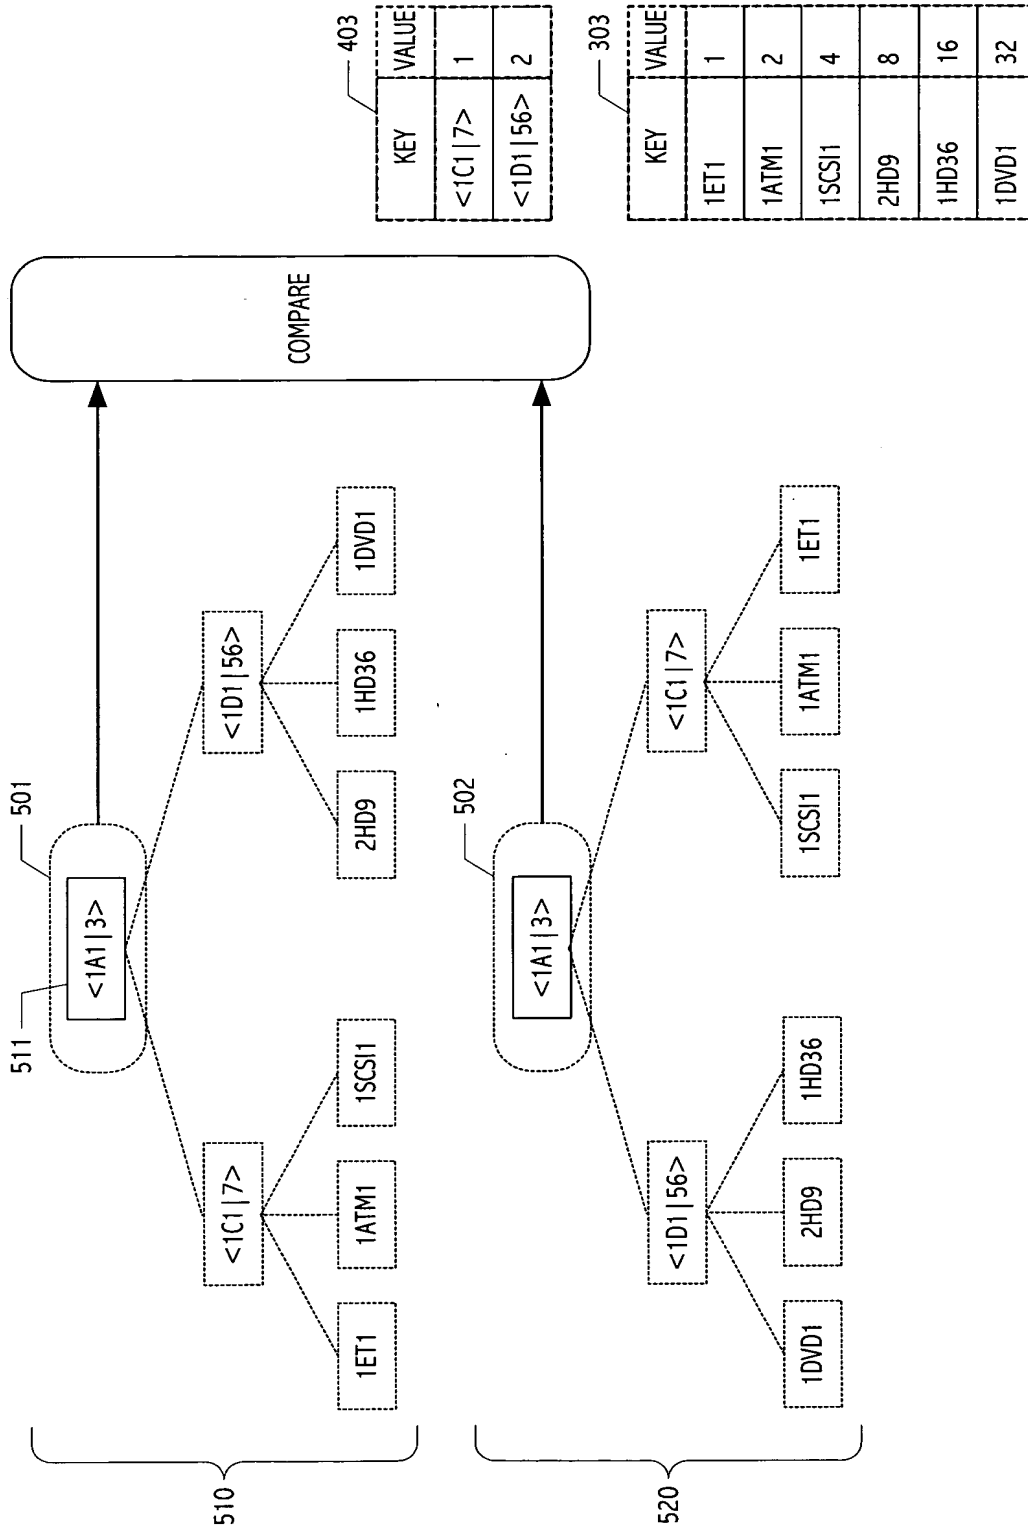 510
511
501
<1A1|3>
<1C1|7>
<1D1|56>
1ET1
1ATM1
1SCSI1
2HD9
1HD36
1DVD1
520
502
<1A1|3>
<1D1|56>
<1C1|7>
1DVD1
2HD9
1HD36
1SCSI1
1ATM1
1ET1
COMPARE
403
KEY VALUE
<1C1|7> 1
<1D1|56> 2
303
KEY VALUE
1ET1 1
1ATM1 2
1SCSI1 4
2HD9 8
1HD36 16
1DVD1 32